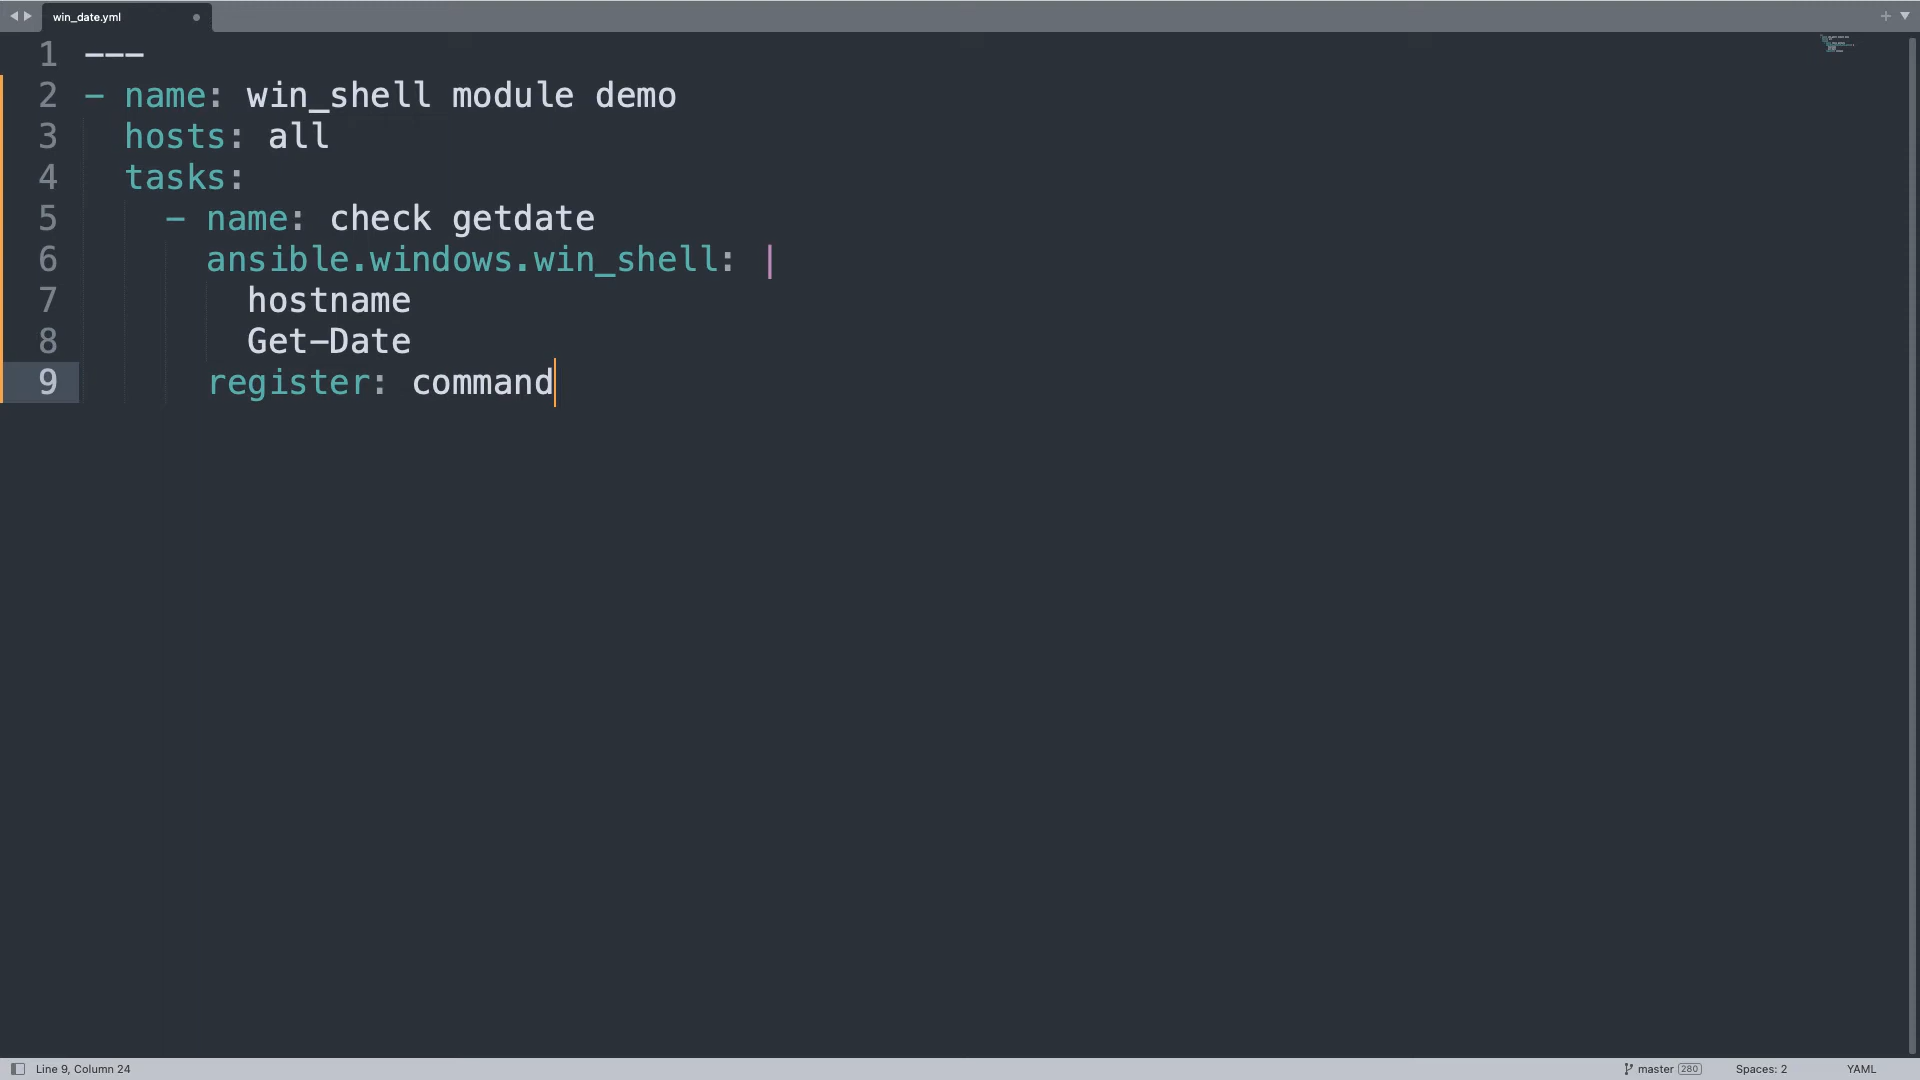 win_date.yml
1 ---
2 - name: win_shell module demo
3   hosts: all
4   tasks:
5     - name: check getdate
6       ansible.windows.win_shell: |
7         hostname
8         Get-Date
9       register: command
Line 9, Column 24
master 280
Spaces: 2
YAML